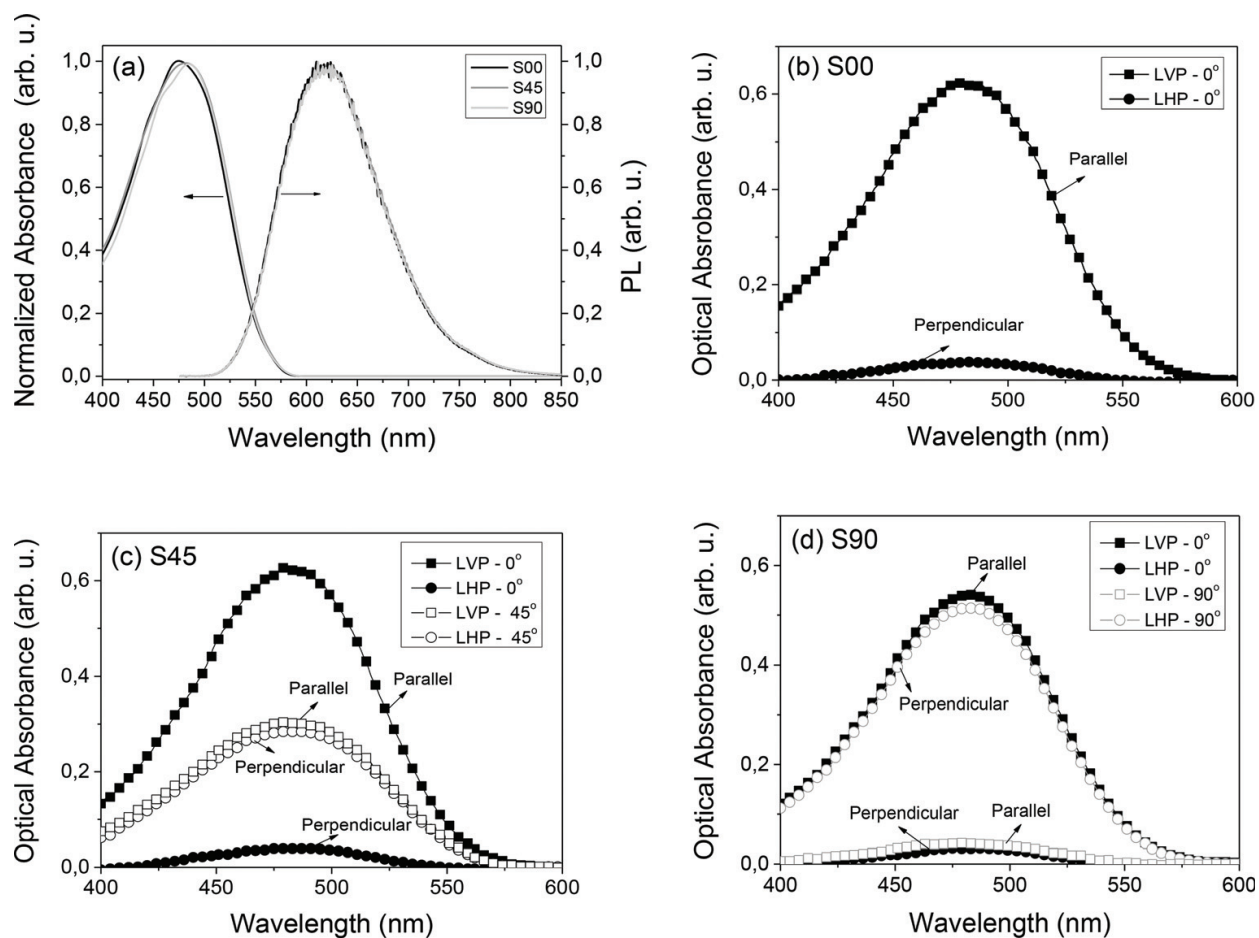 (a)
S00
S45
S90
Normalized Absorbance (arb. u.)
1,0
0,8
0,6
0,4
0,2
0,0
1,0
0,8
0,6
0,4
0,2
0,0
PL (arb. u.)
400 450 500 550 600 650 700 750 800 850
Wavelength (nm)
(b) S00
LVP - 0°
LHP - 0°
Parallel
Perpendicular
Optical Absrobance (arb. u.)
0,6
0,4
0,2
0,0
400 450 500 550 600
Wavelength (nm)
(c) S45
LVP - 0°
LHP - 0°
LVP - 45°
LHP - 45°
Parallel
Parallel
Perpendicular
Perpendicular
Optical Absorbance (arb. u.)
0,6
0,4
0,2
0,0
400 450 500 550 600
Wavelength (nm)
(d) S90
LVP - 0°
LHP - 0°
LVP - 90°
LHP - 90°
Parallel
Perpendicular
Perpendicular
Parallel
Optical Absorbance (arb. u.)
0,6
0,4
0,2
0,0
400 450 500 550 600
Wavelength (nm)